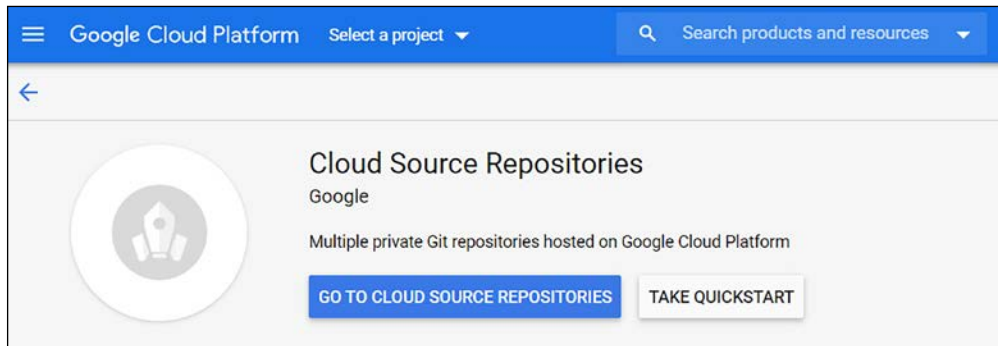 Google Cloud Platform Select a project Search products and resources
Cloud Source Repositories
Google
Multiple private Git repositories hosted on Google Cloud Platform
GO TO CLOUD SOURCE REPOSITORIES TAKE QUICKSTART